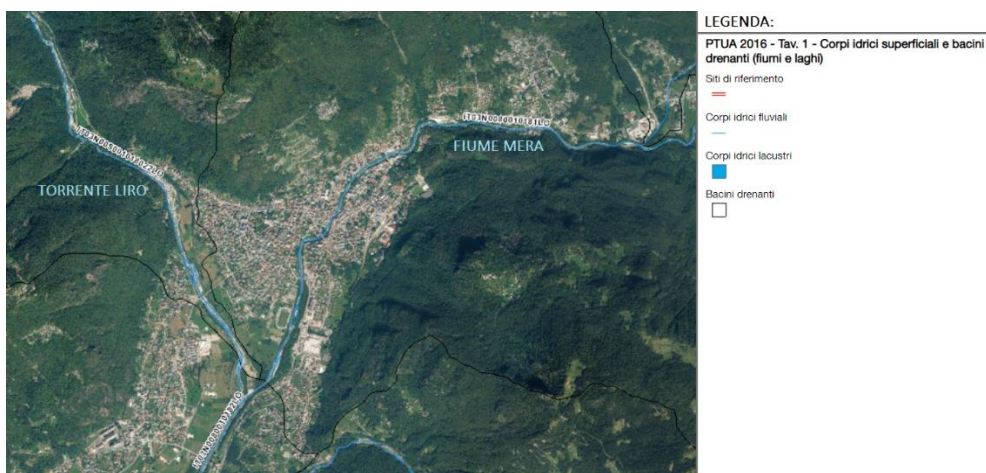 LEGENDA:
PTUA 2016 - Tav. 1 - Corpi idrici superficiali e bacini
drenanti (fiumi e laghi)
Siti di riferimento
Corpi idrici fluviali
Corpi idrici lacustri
Bacini drenanti
IT03N0080010181LO
FIUME MERA
TORRENTE LIRO